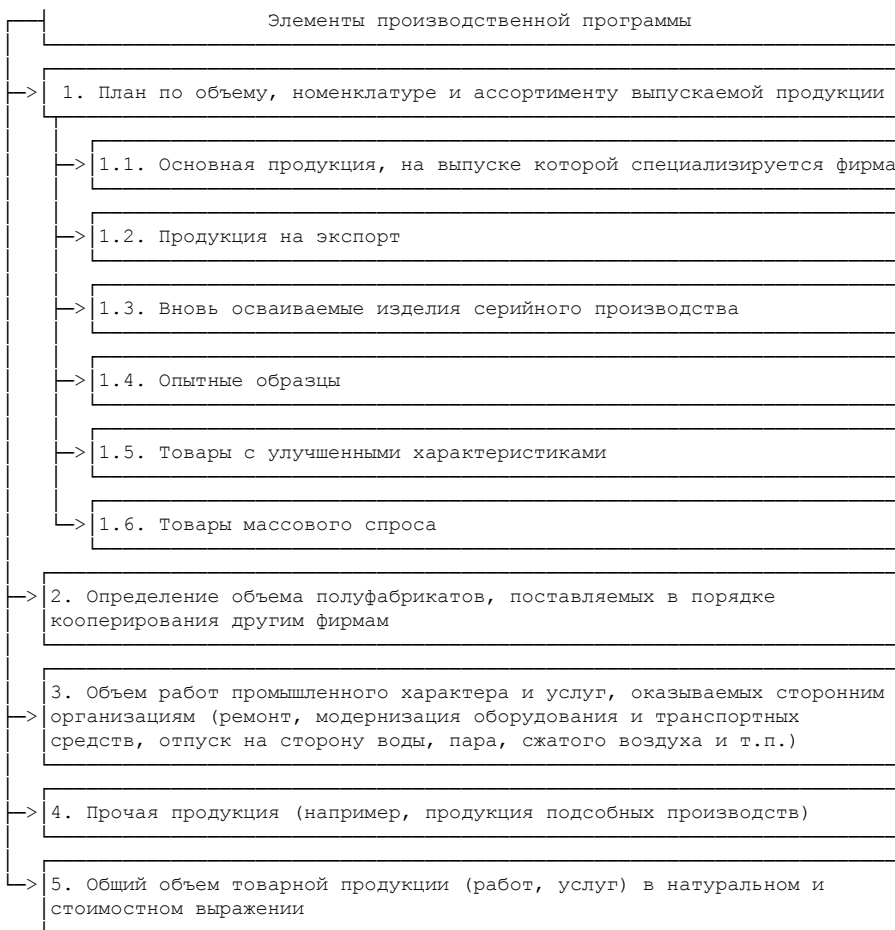 Элементы производственной программы
1. План по объему, номенклатуре и ассортименту выпускаемой продукции
1.1. Основная продукция, на выпуске которой специализируется фирма
1.2. Продукция на экспорт
1.3. Вновь осваиваемые изделия серийного производства
1.4. Опытные образцы
1.5. Товары с улучшенными характеристиками
1.6. Товары массового спроса
2. Определение объема полуфабрикатов, поставляемых в порядке
кооперирования другим фирмам
3. Объем работ промышленного характера и услуг, оказываемых сторонним
организациям (ремонт, модернизация оборудования и транспортных
средств, отпуск на сторону воды, пара, сжатого воздуха и т.п.)
4. Прочая продукция (например, продукция подсобных производств)
5. Общий объем товарной продукции (работ, услуг) в натуральном и
стоимостном выражении